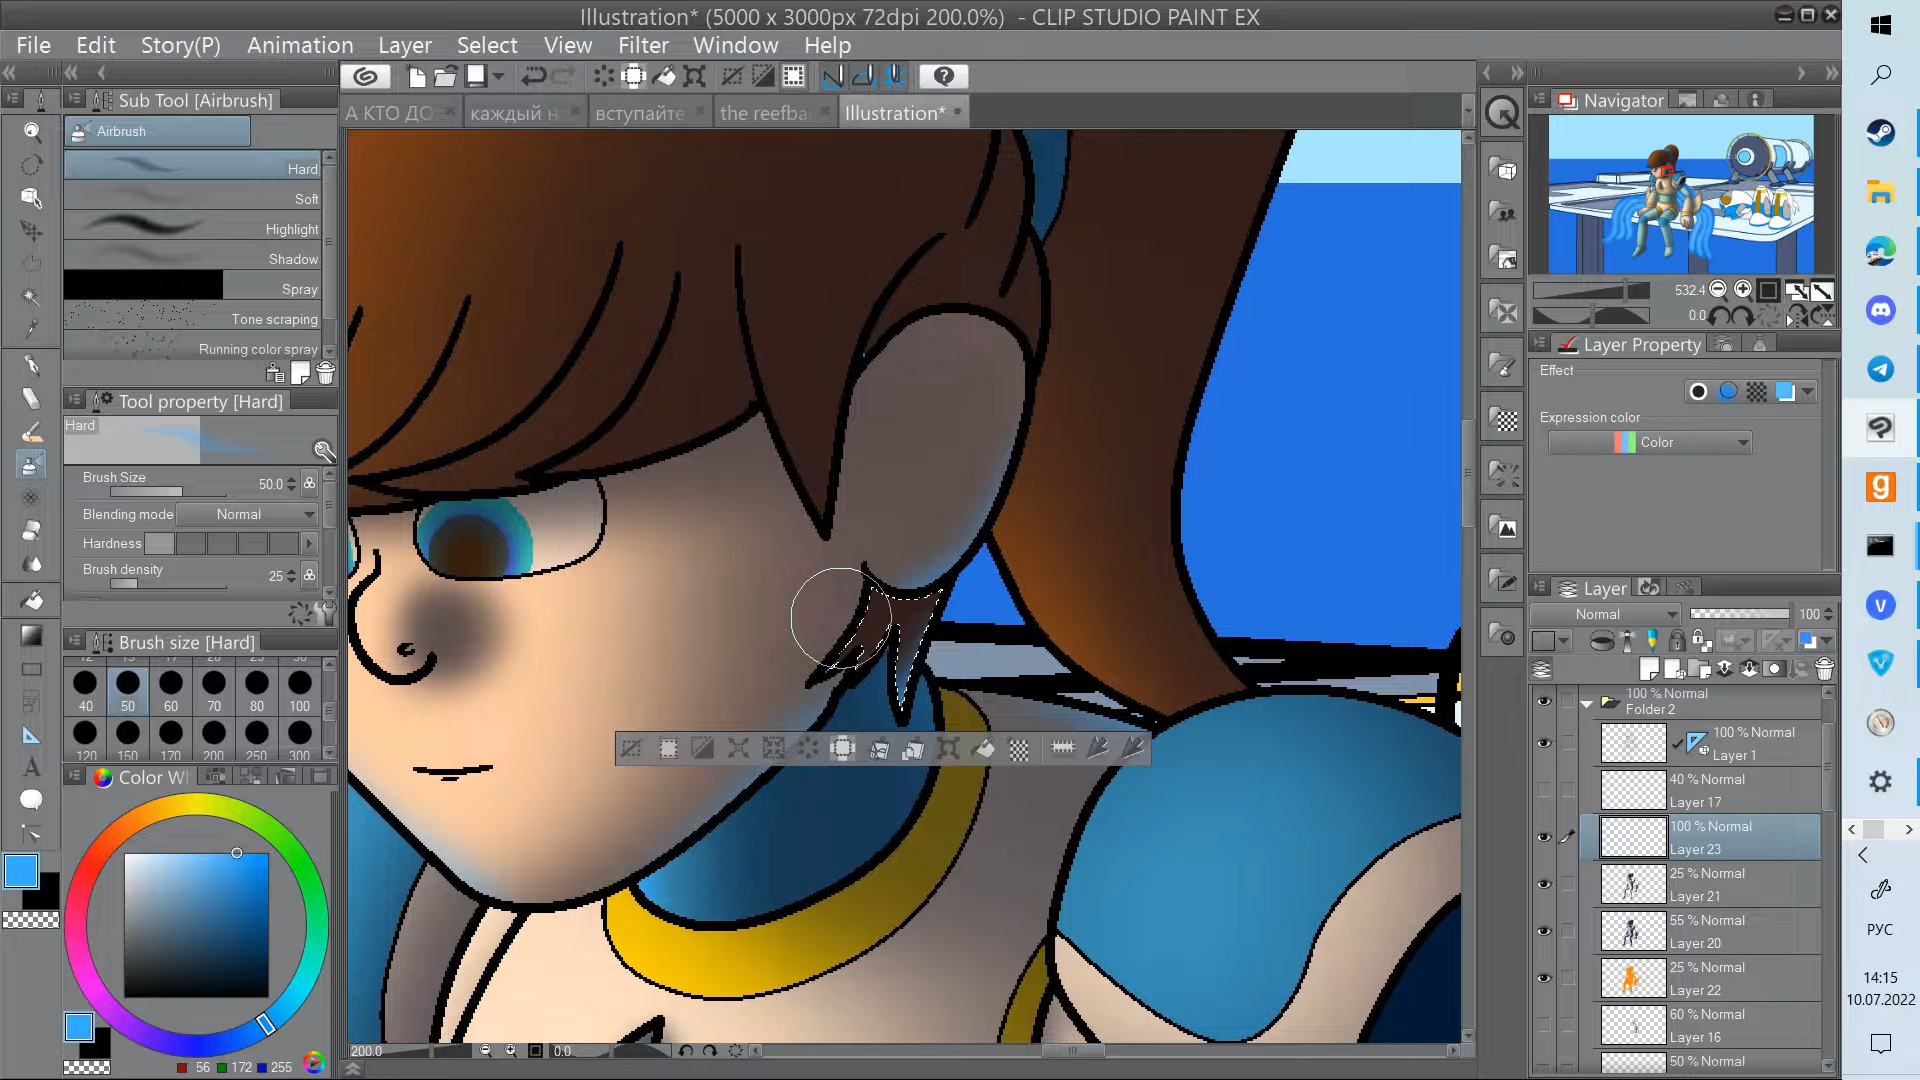 Illustration* (5000 x 3000px 72dpi 200.0%) - CLIP STUDIO PAINT EX
File Edit Story(P) Animation Layer Select View Filter Window Help
Sub Tool [Airbrush]
Airbrush
Hard
Soft
Highlight
Shadow
Spray
Tone scraping
Running color spray
Tool property [Hard]
Hard
Brush Size 50.0
Blending mode Normal
Hardness
Brush density 25
Brush size [Hard]
40 50 60 70 80 100
120 150 170 200 250 300
Color W
56 172 255
А КТО ДО каждый н вступайте the reefba Illustration*
200.0 0.0
Navigator
532.4
0.0
Layer Property
Effect
Expression color
Color
Layer
Normal 100
100 % Normal
Folder 2
100 % Normal
Layer 1
40 % Normal
Layer 17
100 % Normal
Layer 23
25 % Normal
Layer 21
55 % Normal
Layer 20
25 % Normal
Layer 22
60 % Normal
Layer 16
50 % Normal
g
V
РУС
14:15
10.07.2022